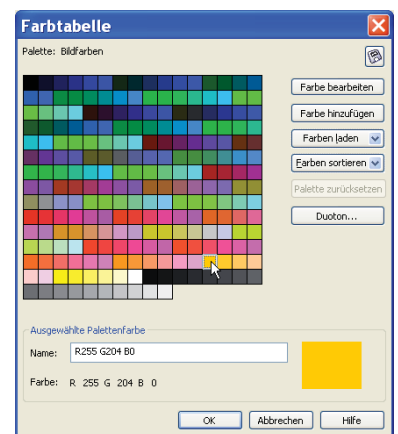 Farbtabelle
Palette: Bildfarben
Farbe bearbeiten
Farbe hinzufügen
Farben laden
Farben sortieren
Palette zurücksetzen
Duoton...
Ausgewählte Palettenfarbe
Name: R255 G204 B0
Farbe: R 255 G 204 B 0
OK Abbrechen Hilfe